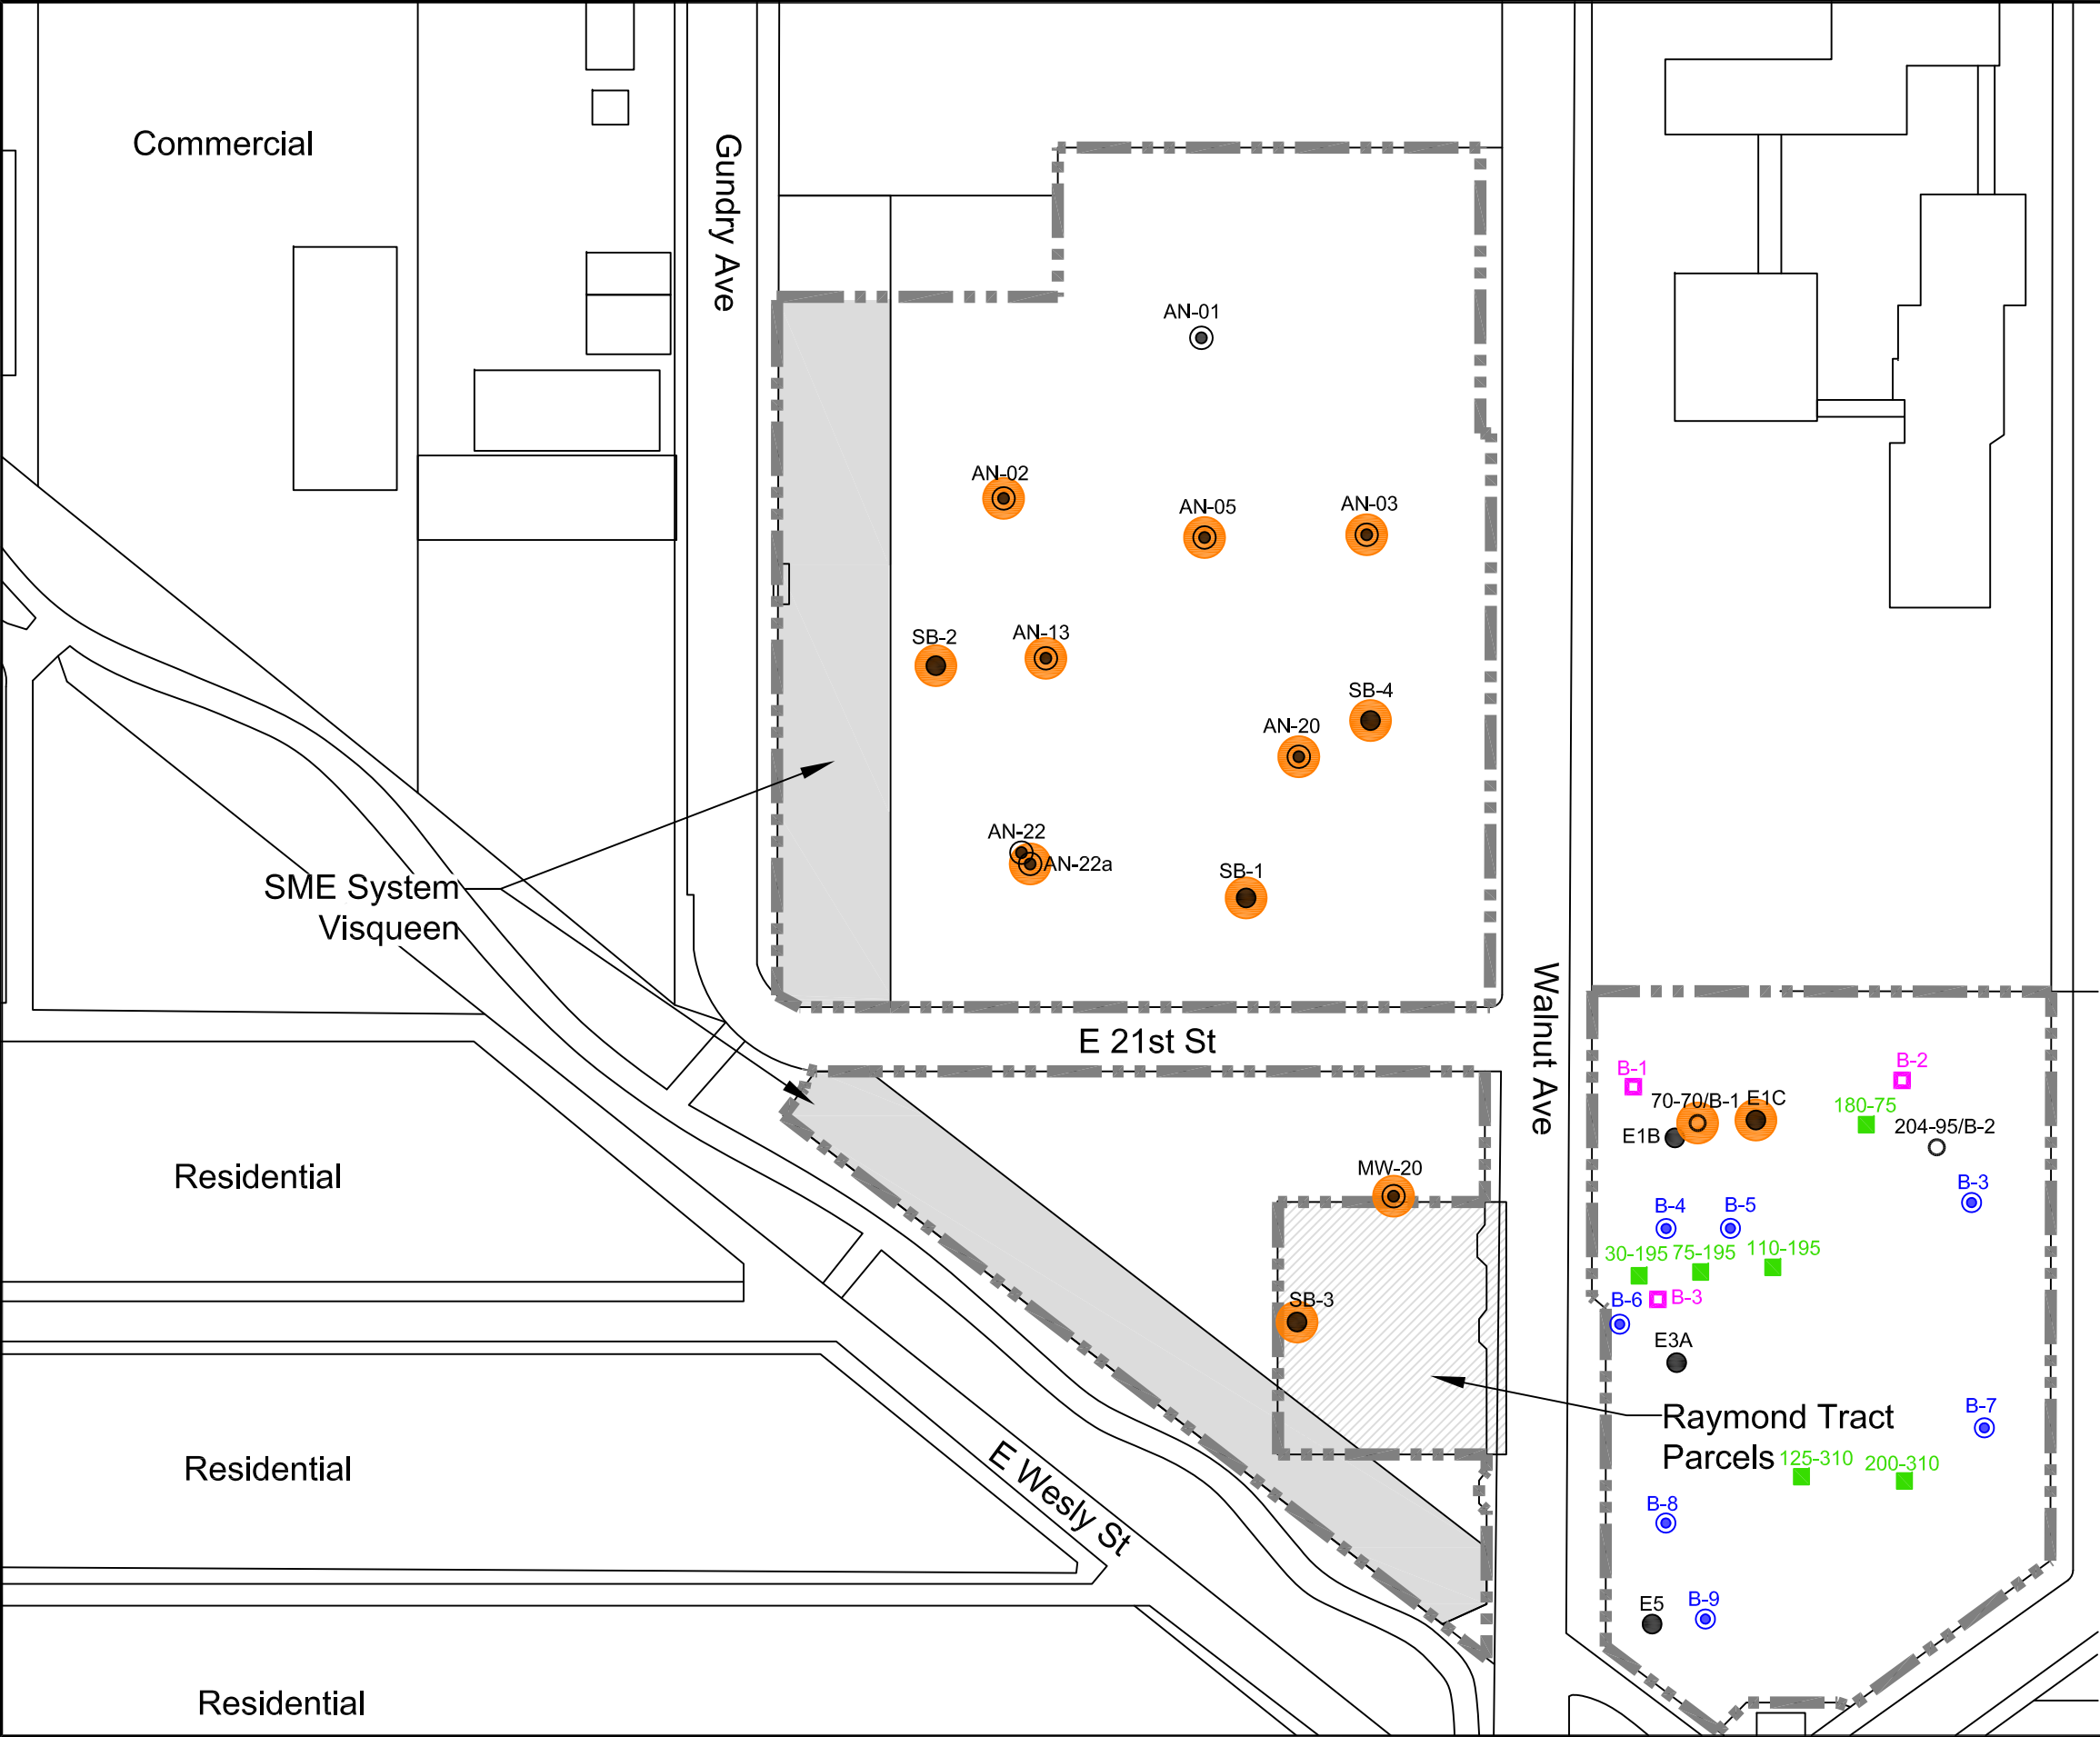 Commercial
Gundry Ave
AN-01
AN-02
AN-05
AN-03
SB-2
AN-13
SB-4
AN-20
AN-22
AN-22a
SB-1
SME System
Visqueen
E 21st St
Walnut Ave
B-1
B-2
70-70/B-1
E1C
180-75
E1B
204-95/B-2
Residential
MW-20
B-3
B-4
B-5
30-195
75-195
110-195
B-6
B-3
SB-3
E3A
Raymond Tract
Parcels
B-7
125-310
200-310
Residential
E Wesly St
B-8
E5
B-9
Residential